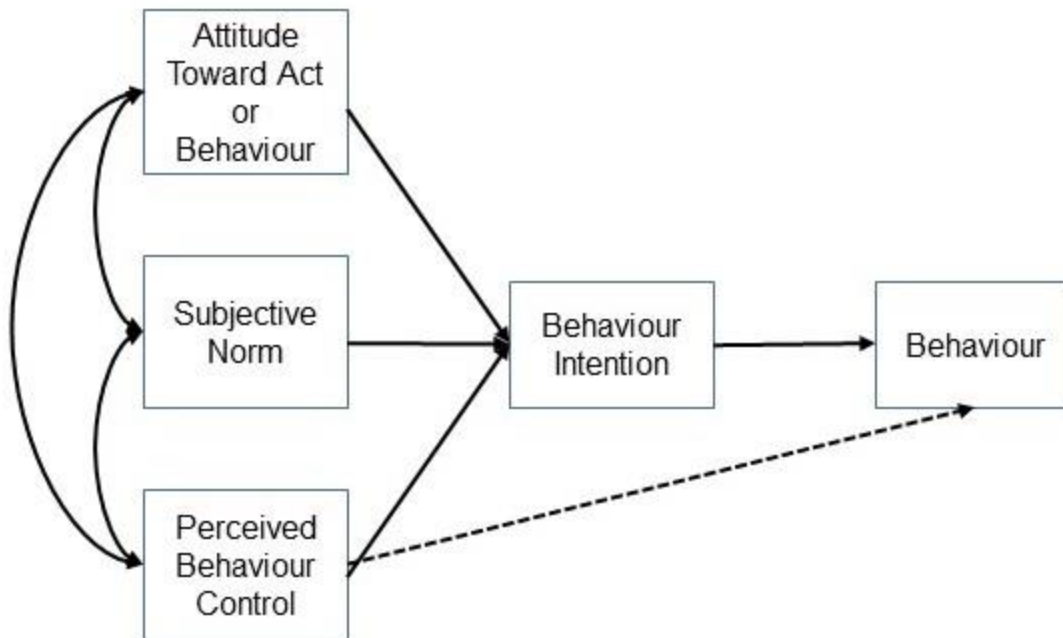 Attitude
Toward Act
or
Behaviour
Subjective
Norm
Perceived
Behaviour
Control
Behaviour
Intention
Behaviour